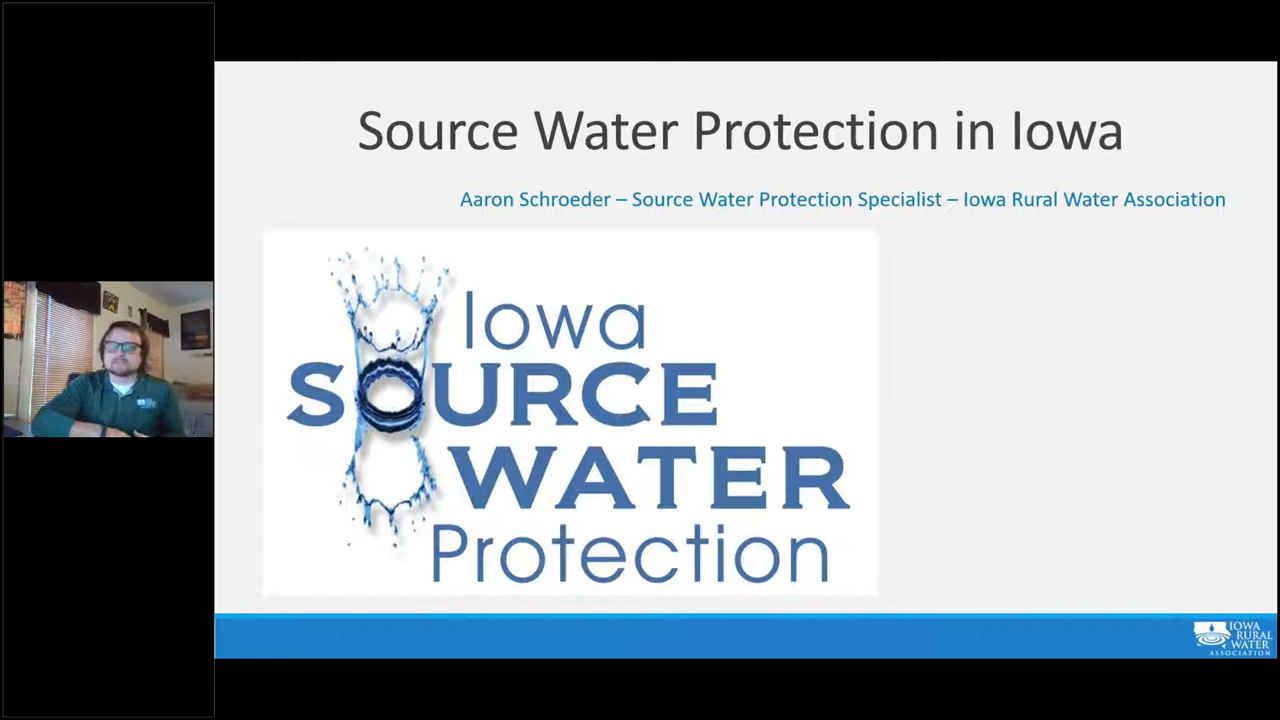 Source Water Protection in Iowa
Aaron Schroeder – Source Water Protection Specialist – Iowa Rural Water Association
Iowa
SOURCE
WATER
Protection
IOWA
RURAL
WATER
ASSOCIATION